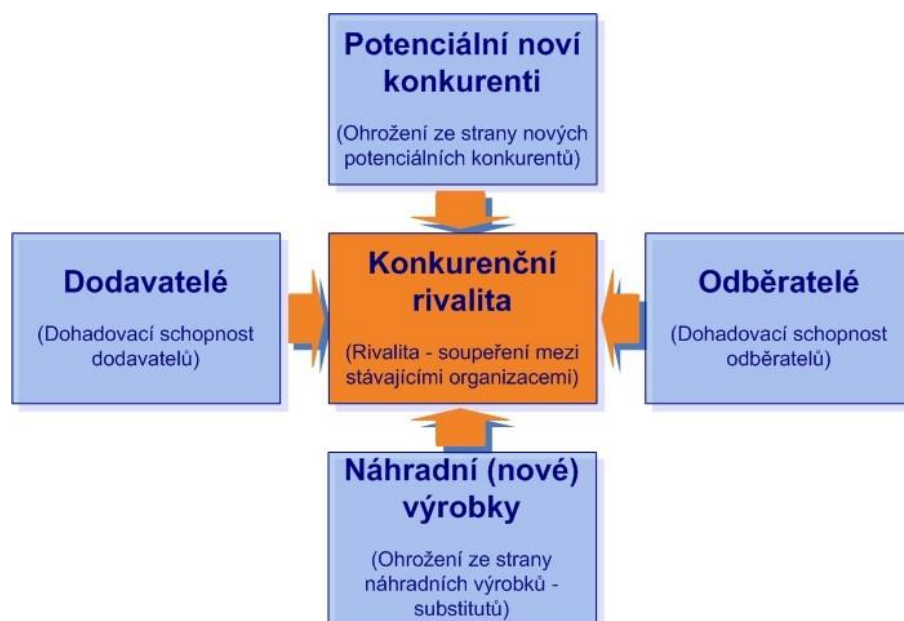 Potenciální noví
konkurenti
(Ohrožení ze strany nových
potenciálních konkurentů)
Dodavatelé
(Dohadovací schopnost
dodavatelů)
Konkurenční
rivalita
(Rivalita - soupeření mezi
stávajícími organizacemi)
Odběratelé
(Dohadovací schopnost
odběratelů)
Náhradní (nové)
výrobky
(Ohrožení ze strany
náhradních výrobků -
substitutů)